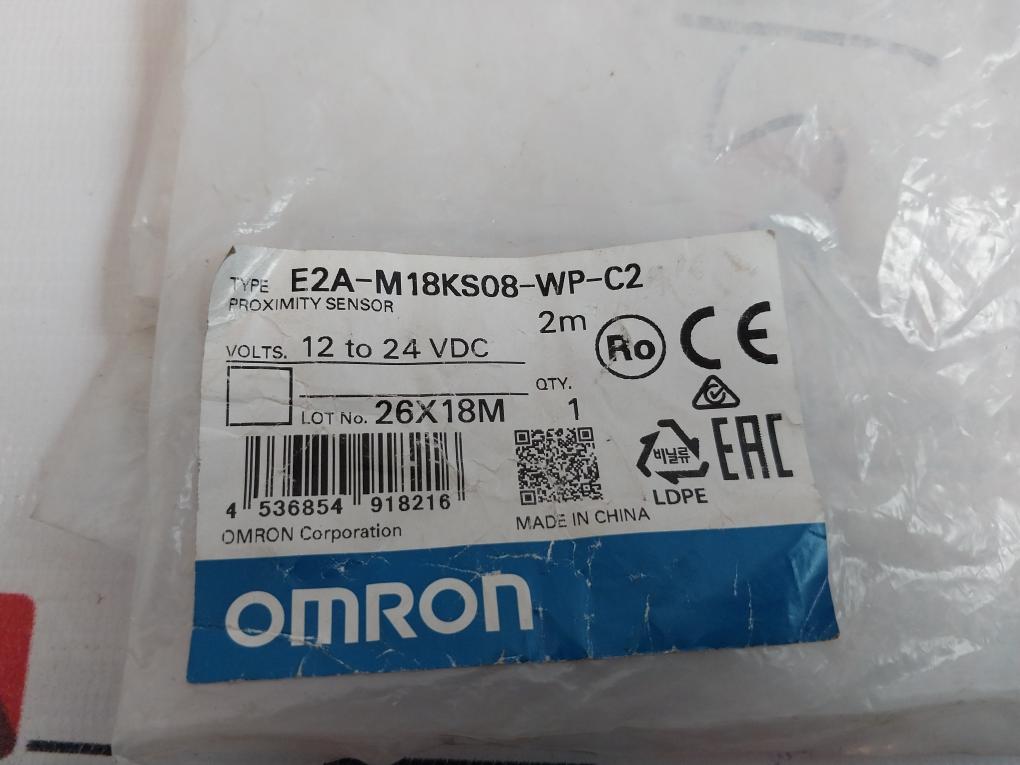 TYPE E2A-M18KS08-WP-C2
PROXIMITY SENSOR
2m
VOLTS. 12 to 24 VDC
Ro CE
QTY.
LOT No. 26X18M 1
비닐류
LDPE
EAC
4 536854 918216
OMRON Corporation
MADE IN CHINA
OMRON